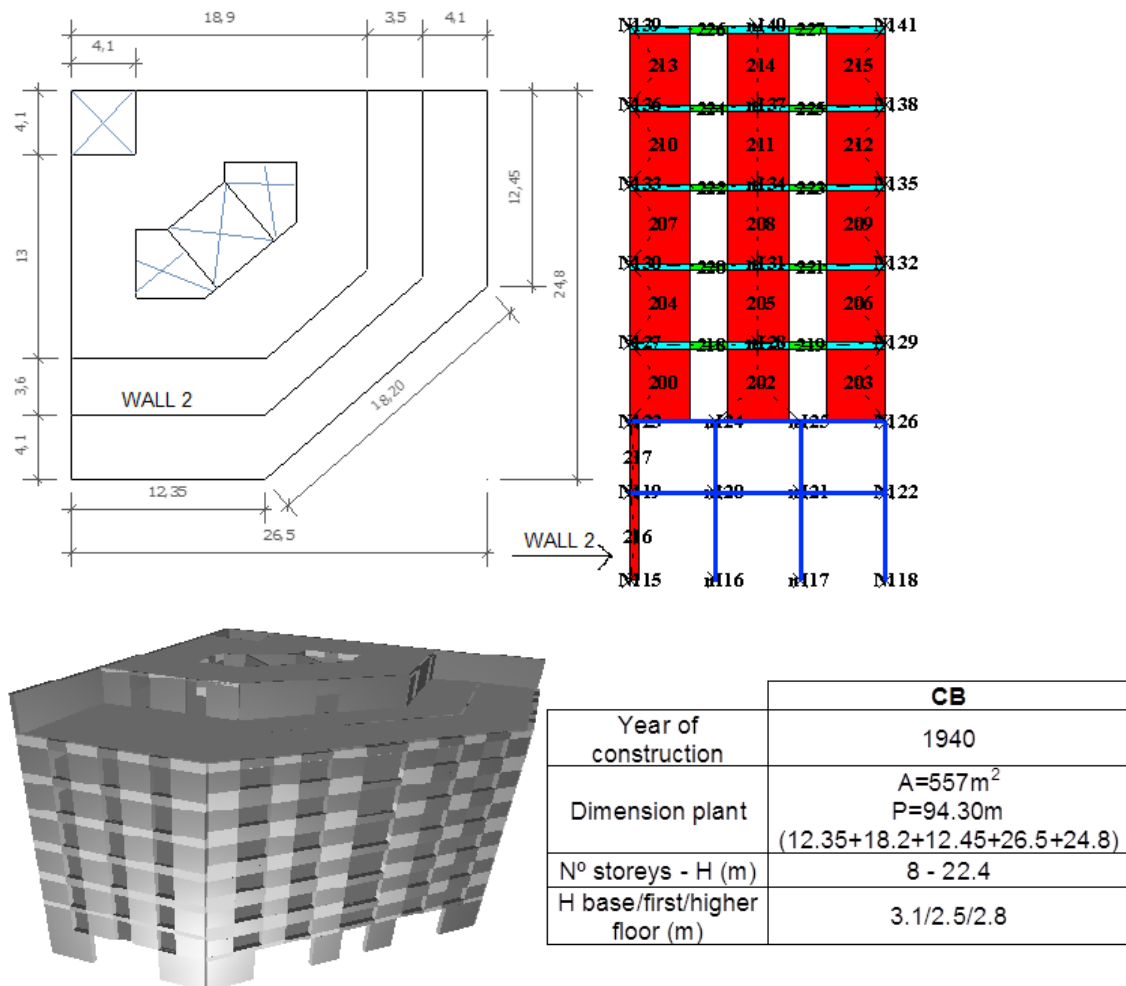 18,9
3,5
4,1
4,1
4,1
13
3,6
4,1
12,45
24,8
18,20
WALL 2
12,35
26,5
WALL 2
N139 226 n140 227 N141
213 214 215
N136 224 n137 225 N138
210 211 212
N133 222 n134 223 N135
207 208 209
N130 220 n131 221 N132
204 205 206
N127 218 n128 219 N129
200 202 203
N123 n124 n125 N126
217
N119 n120 n121 N122
216
N115 n116 n117 N118
CB
Year of
construction
1940
Dimension plant
A=557m²
P=94.30m
(12.35+18.2+12.45+26.5+24.8)
Nº storeys - H (m)
8 - 22.4
H base/first/higher
floor (m)
3.1/2.5/2.8